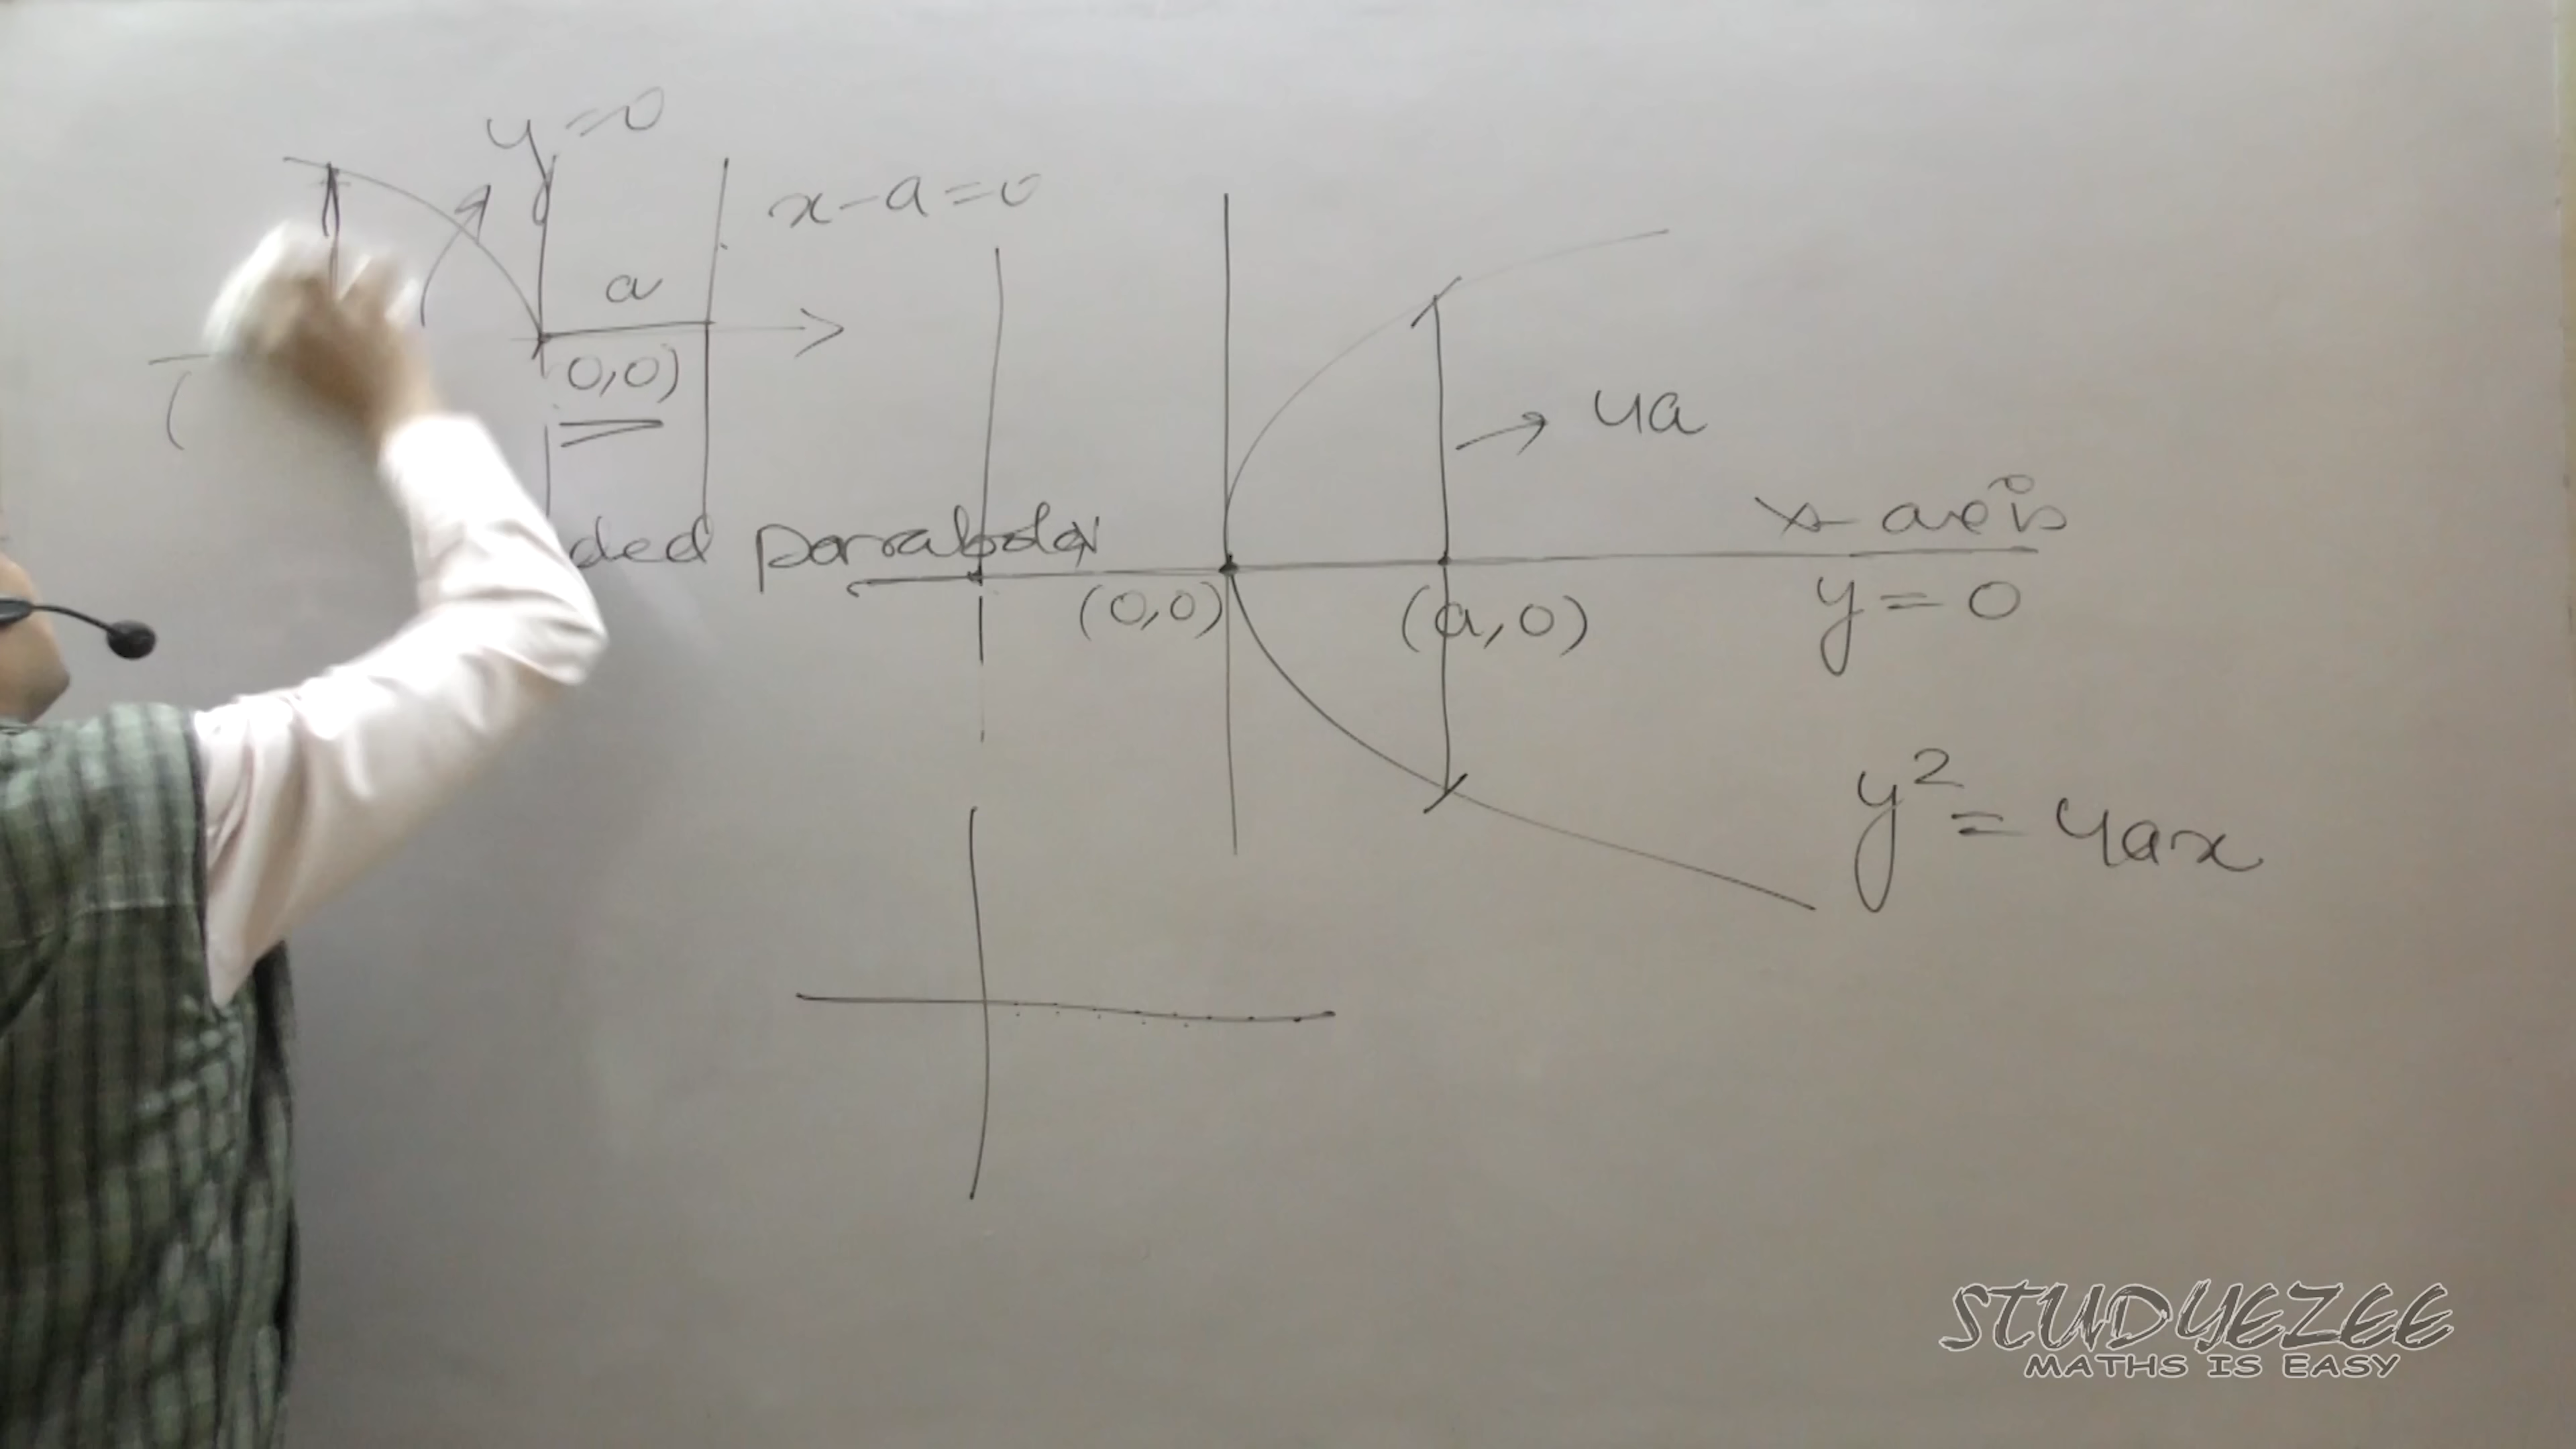 y=0
x-a=0
a
0,0)
(
4a
ded parabola
x-axis
(0,0)
(a,0)
y=0
y²=4ax
STUDYEZEE
MATHS IS EASY